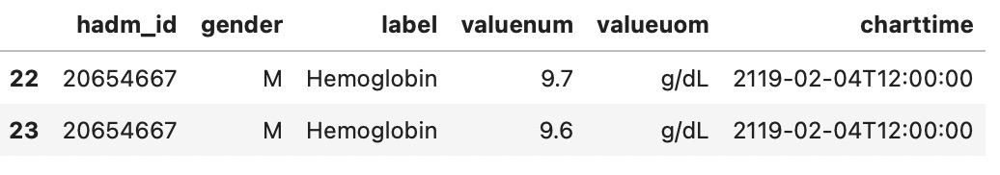 hadm_id gender label valuenum valueuom charttime
22 20654667 M Hemoglobin 9.7 g/dL 2119-02-04T12:00:00
23 20654667 M Hemoglobin 9.6 g/dL 2119-02-04T12:00:00